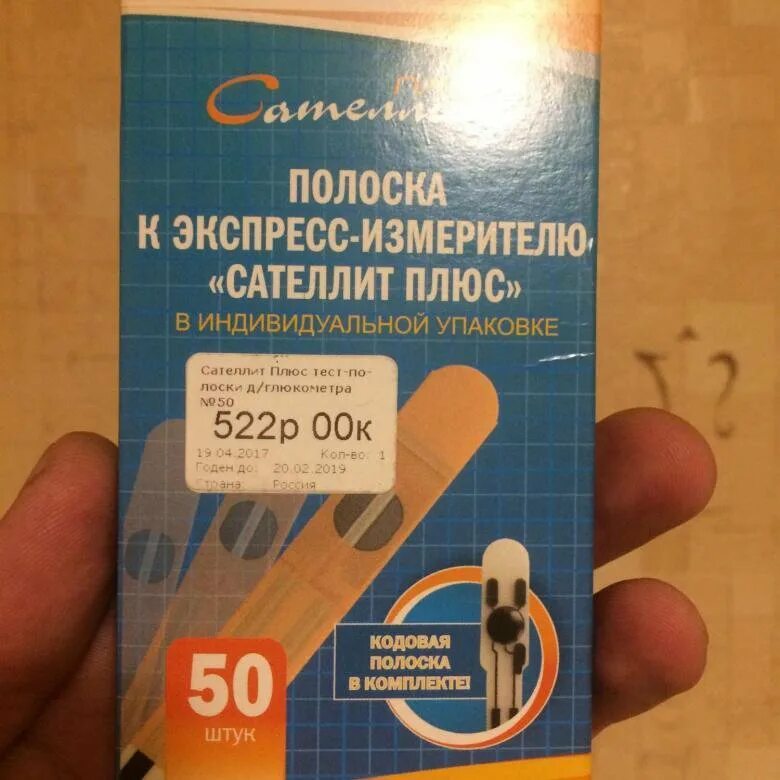 Сателлит
ПОЛОСКА
К ЭКСПРЕСС-ИЗМЕРИТЕЛЮ
«САТЕЛЛИТ ПЛЮС»
В ИНДИВИДУАЛЬНОЙ УПАКОВКЕ
Сателлит Плюс тест-по-
лоски д/глюкометра
№50
522р 00к
19.04.2017 Кол-во: 1
Годен до: 20.02.2019
Страна: Россия
КОДОВАЯ
ПОЛОСКА
В КОМПЛЕКТЕ!
50
ШТУК